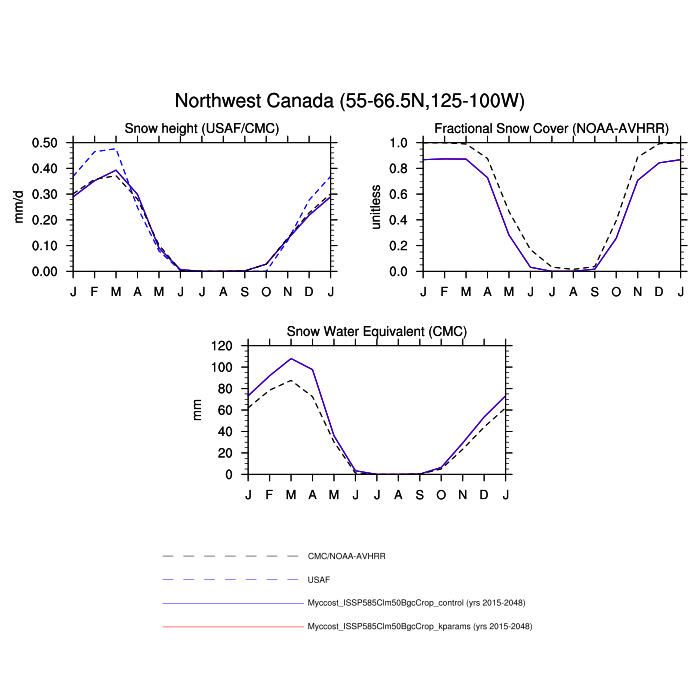 Northwest Canada (55-66.5N,125-100W)
Snow height (USAF/CMC)
mm/d
0.50
0.40
0.30
0.20
0.10
0.00
J F M A M J J A S O N D J
Fractional Snow Cover (NOAA-AVHRR)
unitless
1.0
0.8
0.6
0.4
0.2
0.0
J F M A M J J A S O N D J
Snow Water Equivalent (CMC)
mm
120
100
80
60
40
20
0
J F M A M J J A S O N D J
CMC/NOAA-AVHRR
USAF
Myccost_ISSP585Clm50BgcCrop_control (yrs 2015-2048)
Myccost_ISSP585Clm50BgcCrop_kparams (yrs 2015-2048)